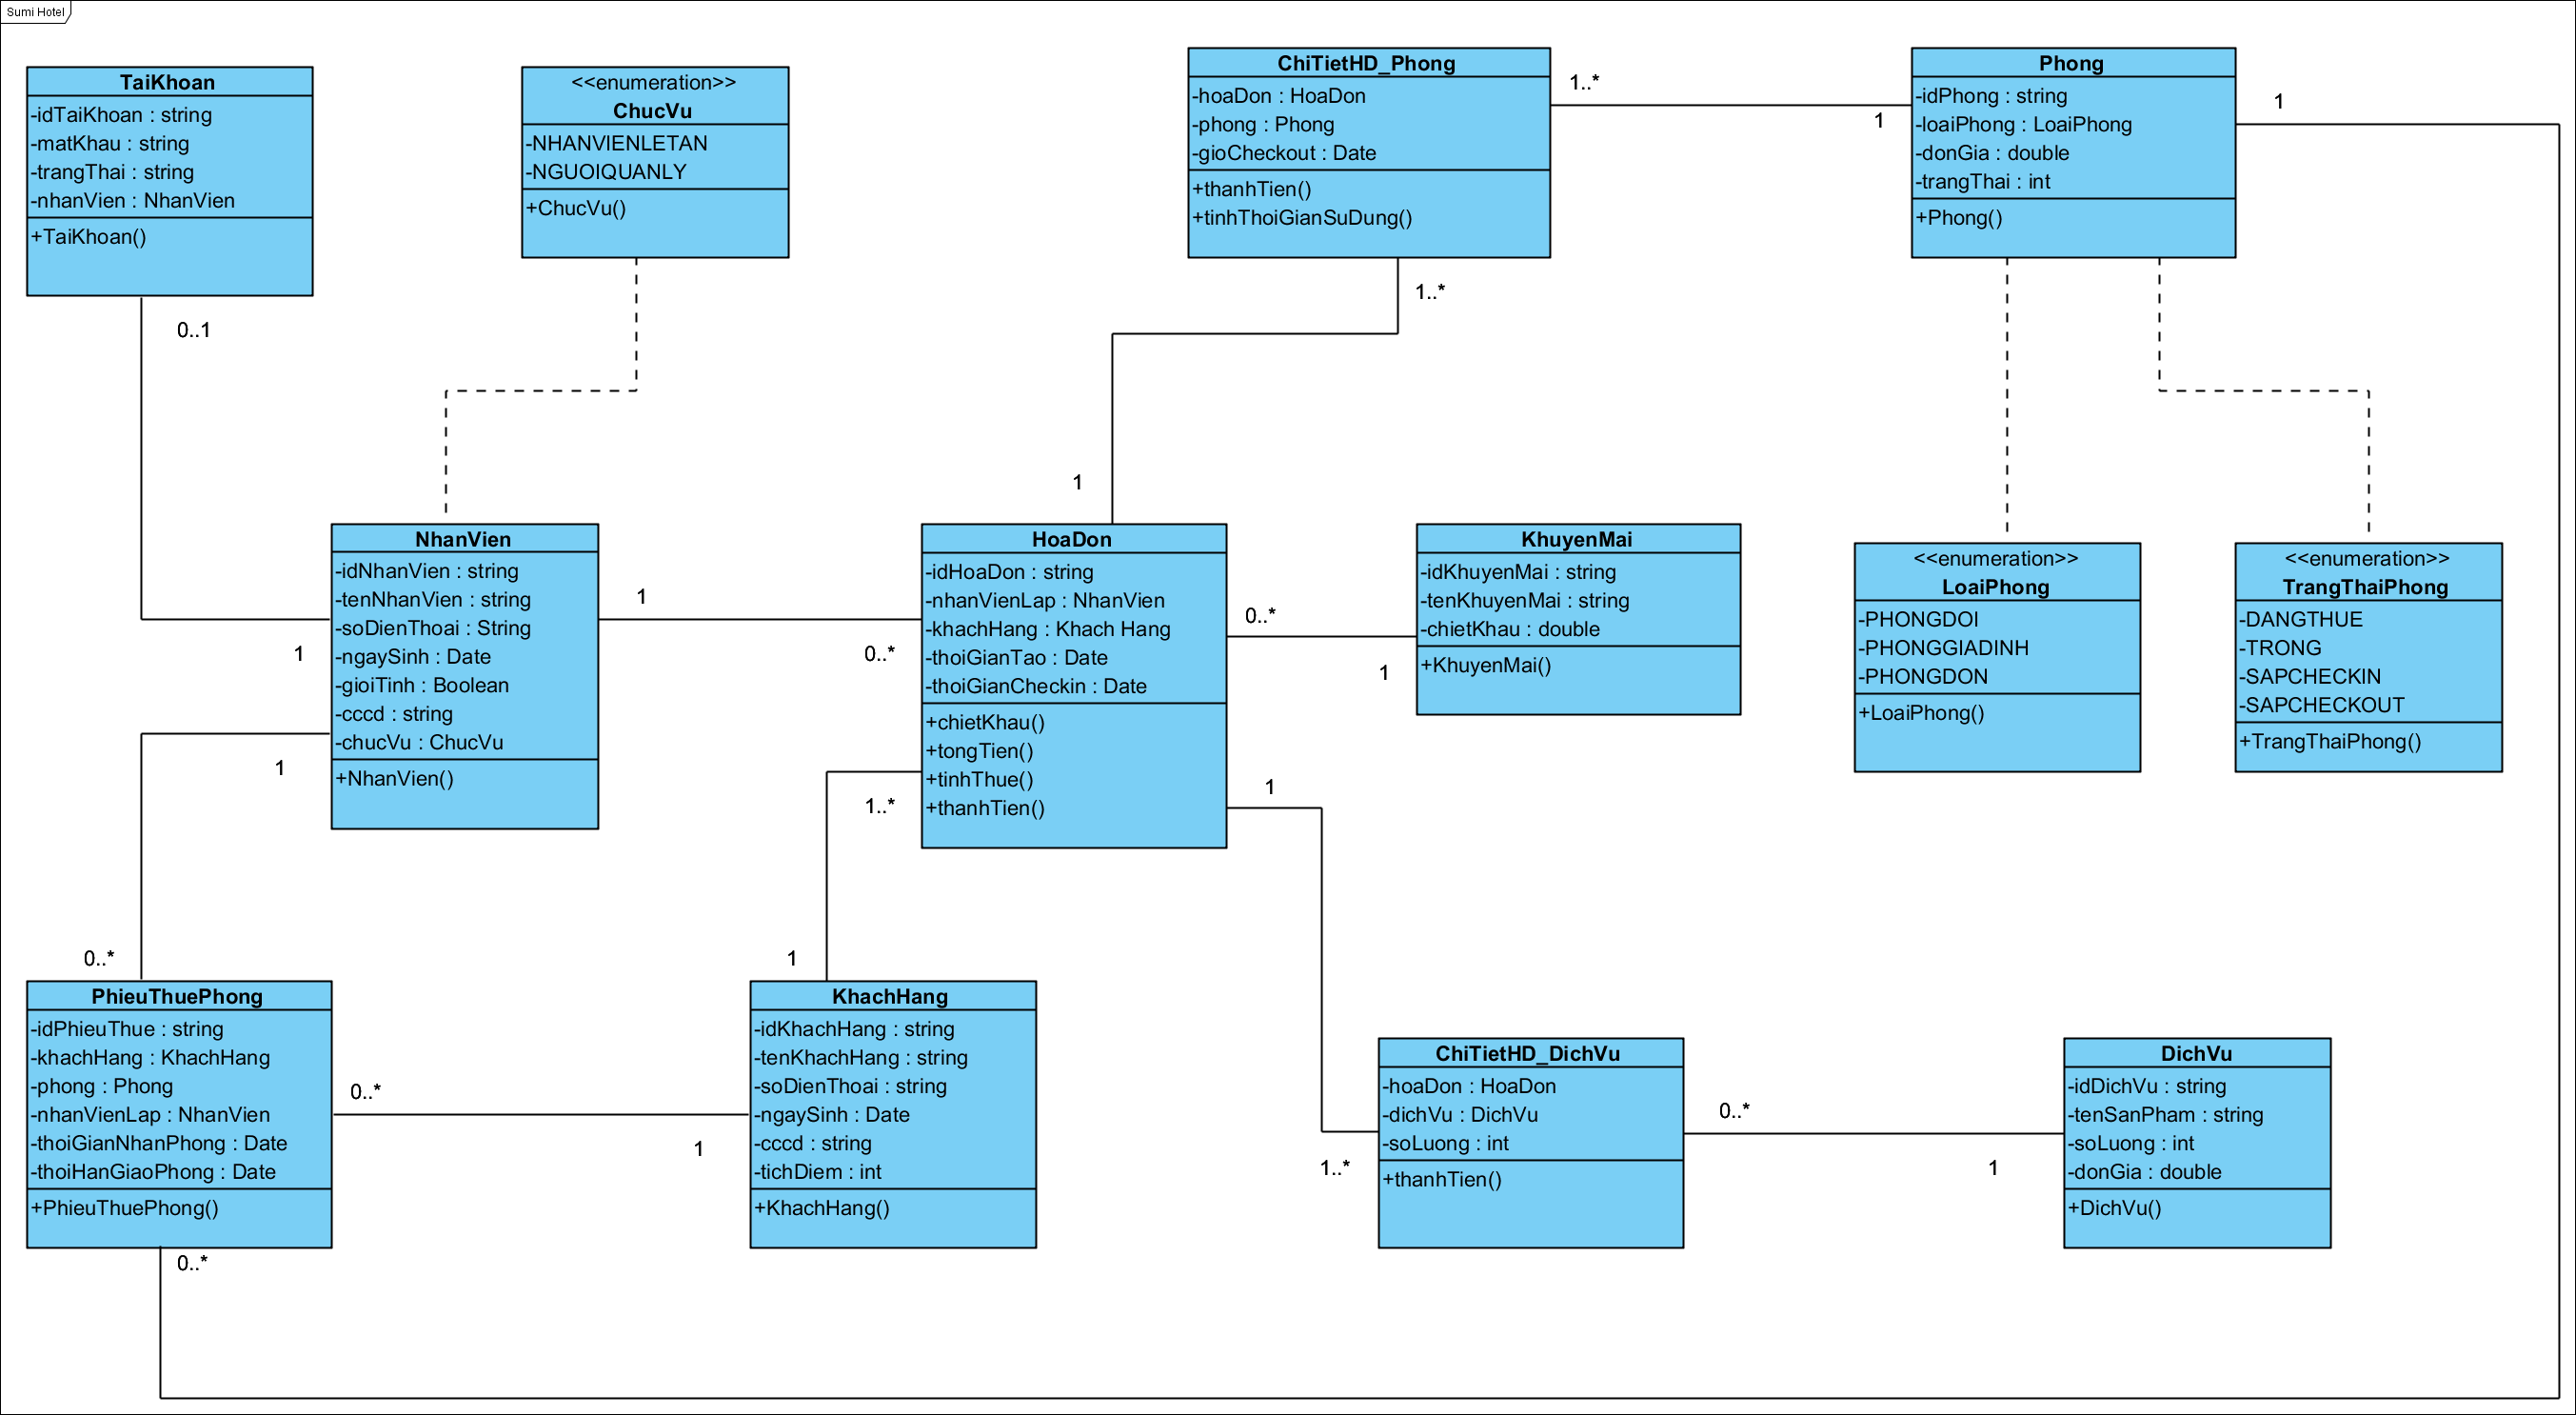 Sumi Hotel
TaiKhoan
-idTaiKhoan : string
-matKhau : string
-trangThai : string
-nhanVien : NhanVien
+TaiKhoan()
<<enumeration>>
ChucVu
-NHANVIENLETAN
-NGUOIQUANLY
+ChucVu()
ChiTietHD_Phong
-hoaDon : HoaDon
-phong : Phong
-gioCheckout : Date
+thanhTien()
+tinhThoiGianSuDung()
1..*
1
Phong
-idPhong : string
-loaiPhong : LoaiPhong
-donGia : double
-trangThai : int
+Phong()
1
0..1
1..*
1
1
NhanVien
-idNhanVien : string
-tenNhanVien : string
-soDienThoai : String
-ngaySinh : Date
-gioiTinh : Boolean
-cccd : string
-chucVu : ChucVu
+NhanVien()
1
0..*
HoaDon
-idHoaDon : string
-nhanVienLap : NhanVien
-khachHang : Khach Hang
-thoiGianTao : Date
-thoiGianCheckin : Date
+chietKhau()
+tongTien()
+tinhThue()
+thanhTien()
0..*
1
KhuyenMai
-idKhuyenMai : string
-tenKhuyenMai : string
-chietKhau : double
+KhuyenMai()
<<enumeration>>
LoaiPhong
-PHONGDOI
-PHONGGIADINH
-PHONGDON
+LoaiPhong()
<<enumeration>>
TrangThaiPhong
-DANGTHUE
-TRONG
-SAPCHECKIN
-SAPCHECKOUT
+TrangThaiPhong()
1
1..*
1
0..*
1
PhieuThuePhong
-idPhieuThue : string
-khachHang : KhachHang
-phong : Phong
-nhanVienLap : NhanVien
-thoiGianNhanPhong : Date
-thoiHanGiaoPhong : Date
+PhieuThuePhong()
0..*
1
KhachHang
-idKhachHang : string
-tenKhachHang : string
-soDienThoai : string
-ngaySinh : Date
-cccd : string
-tichDiem : int
+KhachHang()
1..*
ChiTietHD_DichVu
-hoaDon : HoaDon
-dichVu : DichVu
-soLuong : int
+thanhTien()
0..*
1
DichVu
-idDichVu : string
-tenSanPham : string
-soLuong : int
-donGia : double
+DichVu()
0..*